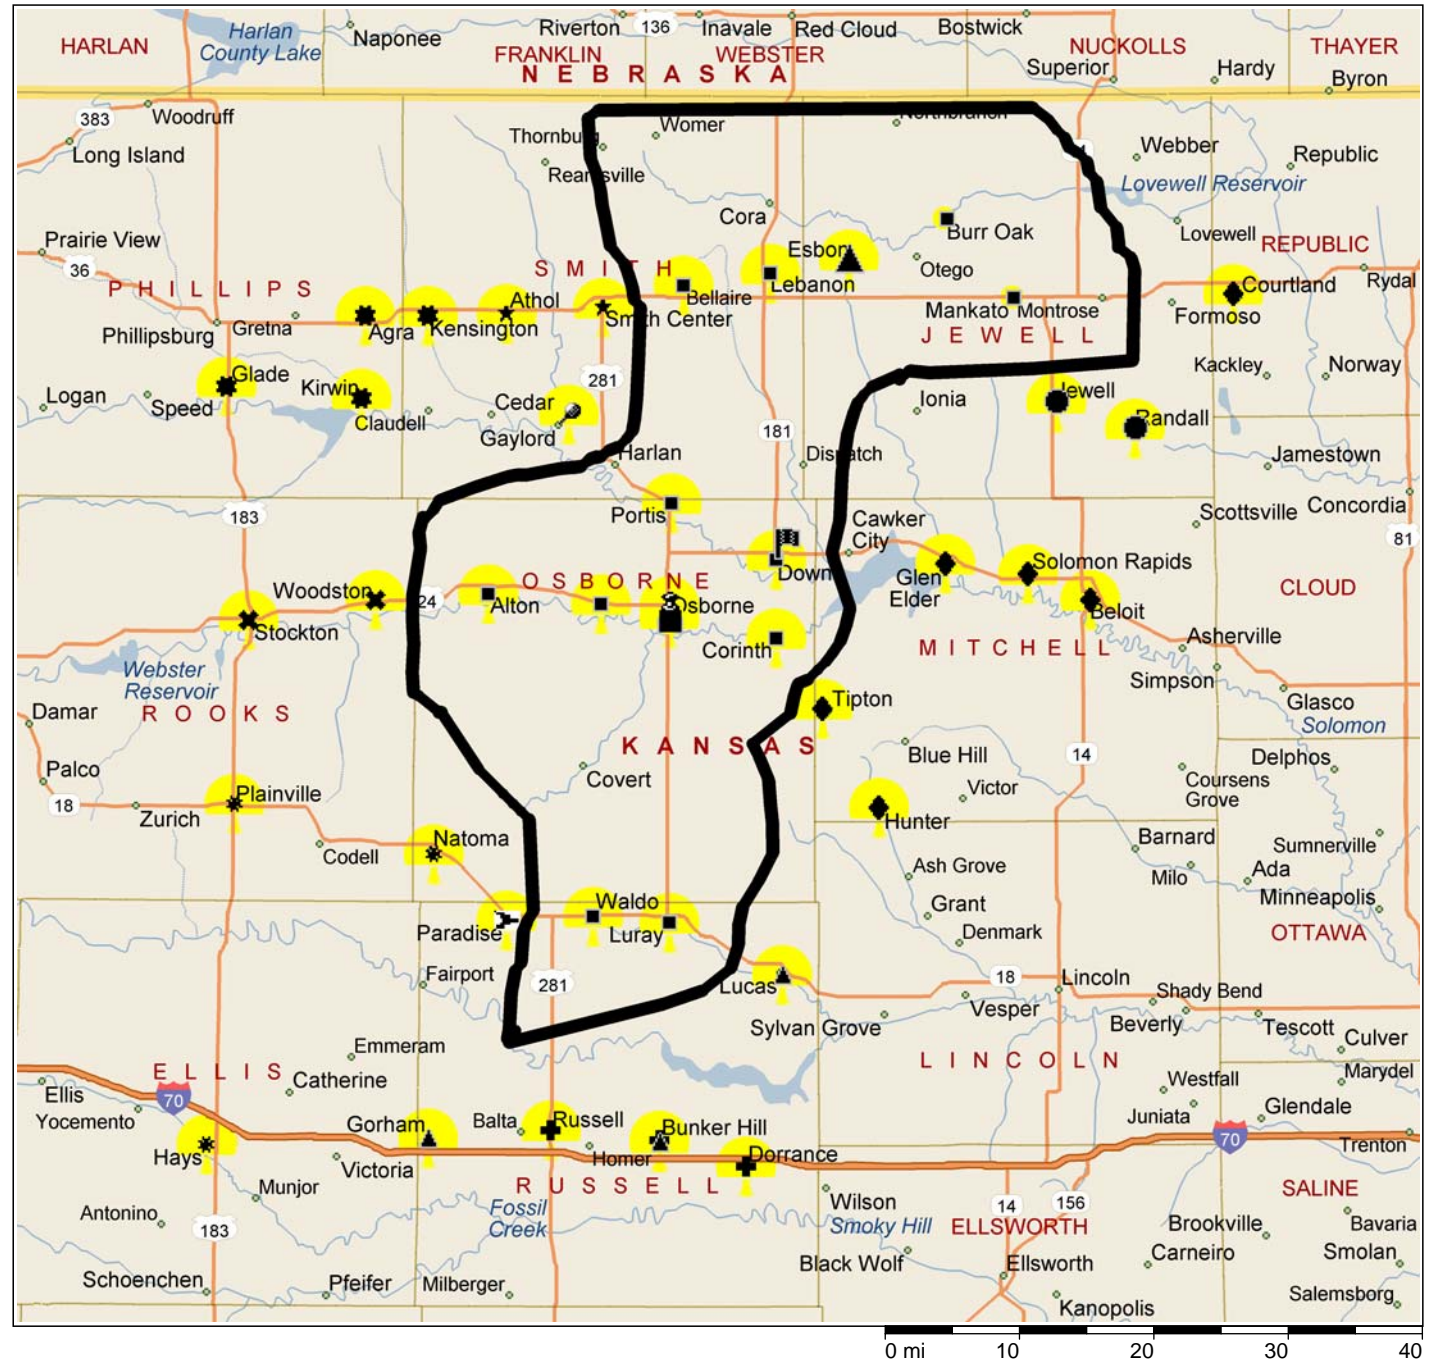 Harlan
County Lake
HARLAN
Naponee
Riverton
136
Inavale
Red Cloud
Bostwick
FRANKLIN
WEBSTER
NUCKOLLS
THAYER
NEBRASKA
Superior
Hardy
Byron
383
Woodruff
Long Island
Thornburg
Womer
Northbranch
Webber
Republic
Reamsville
Lovewell Reservoir
Cora
Burr Oak
Lovewell
Prairie View
36
Esbon
REPUBLIC
Otego
SMITH
Rydal
PHILLIPS
Athol
Bellaire
Lebanon
Courtland
Phillipsburg
Gretna
Agra
Kensington
Smith Center
Mankato
Montrose
Formoso
JEWELL
Glade
Kirwin
281
Kackley
Norway
Logan
Speed
Claudell
Cedar
Gaylord
Ionia
Jewell
Randall
181
Harlan
Dispatch
Jamestown
183
Portis
Cawker
City
Scottsville
Concordia
81
Downs
Glen
Elder
Solomon Rapids
Woodston
24
OSBORNE
Alton
Osborne
Beloit
CLOUD
Stockton
Corinth
MITCHELL
Asherville
Webster
Reservoir
Simpson
ROOKS
Damar
Tipton
Glasco
Solomon
KANSAS
Palco
Covert
Blue Hill
14
Delphos
Coursens
Grove
18
Zurich
Plainville
Victor
Hunter
Natoma
Codell
Barnard
Sumnerville
Ash Grove
Milo
Ada
Minneapolis
Waldo
Luray
Paradise
Grant
Denmark
OTTAWA
Fairport
281
Lucas
18
Lincoln
Shady Bend
Vesper
Sylvan Grove
Beverly
Tescott
Culver
Emmeram
LINCOLN
ELLIS
Catherine
Marydel
Ellis
70
Westfall
Yocemento
Juniata
Glendale
Gorham
Balta
Russell
Bunker Hill
70
Trenton
Hays
Victoria
Homer
Dorrance
Munjor
RUSSELL
Wilson
14
156
SALINE
Antonino
Fossil
Creek
Smoky Hill
ELLSWORTH
Brookville
Bavaria
183
Black Wolf
Ellsworth
Carneiro
Smolan
Schoenchen
Pfeifer
Milberger
Kanopolis
Salemsborg
0 mi
10
20
30
40